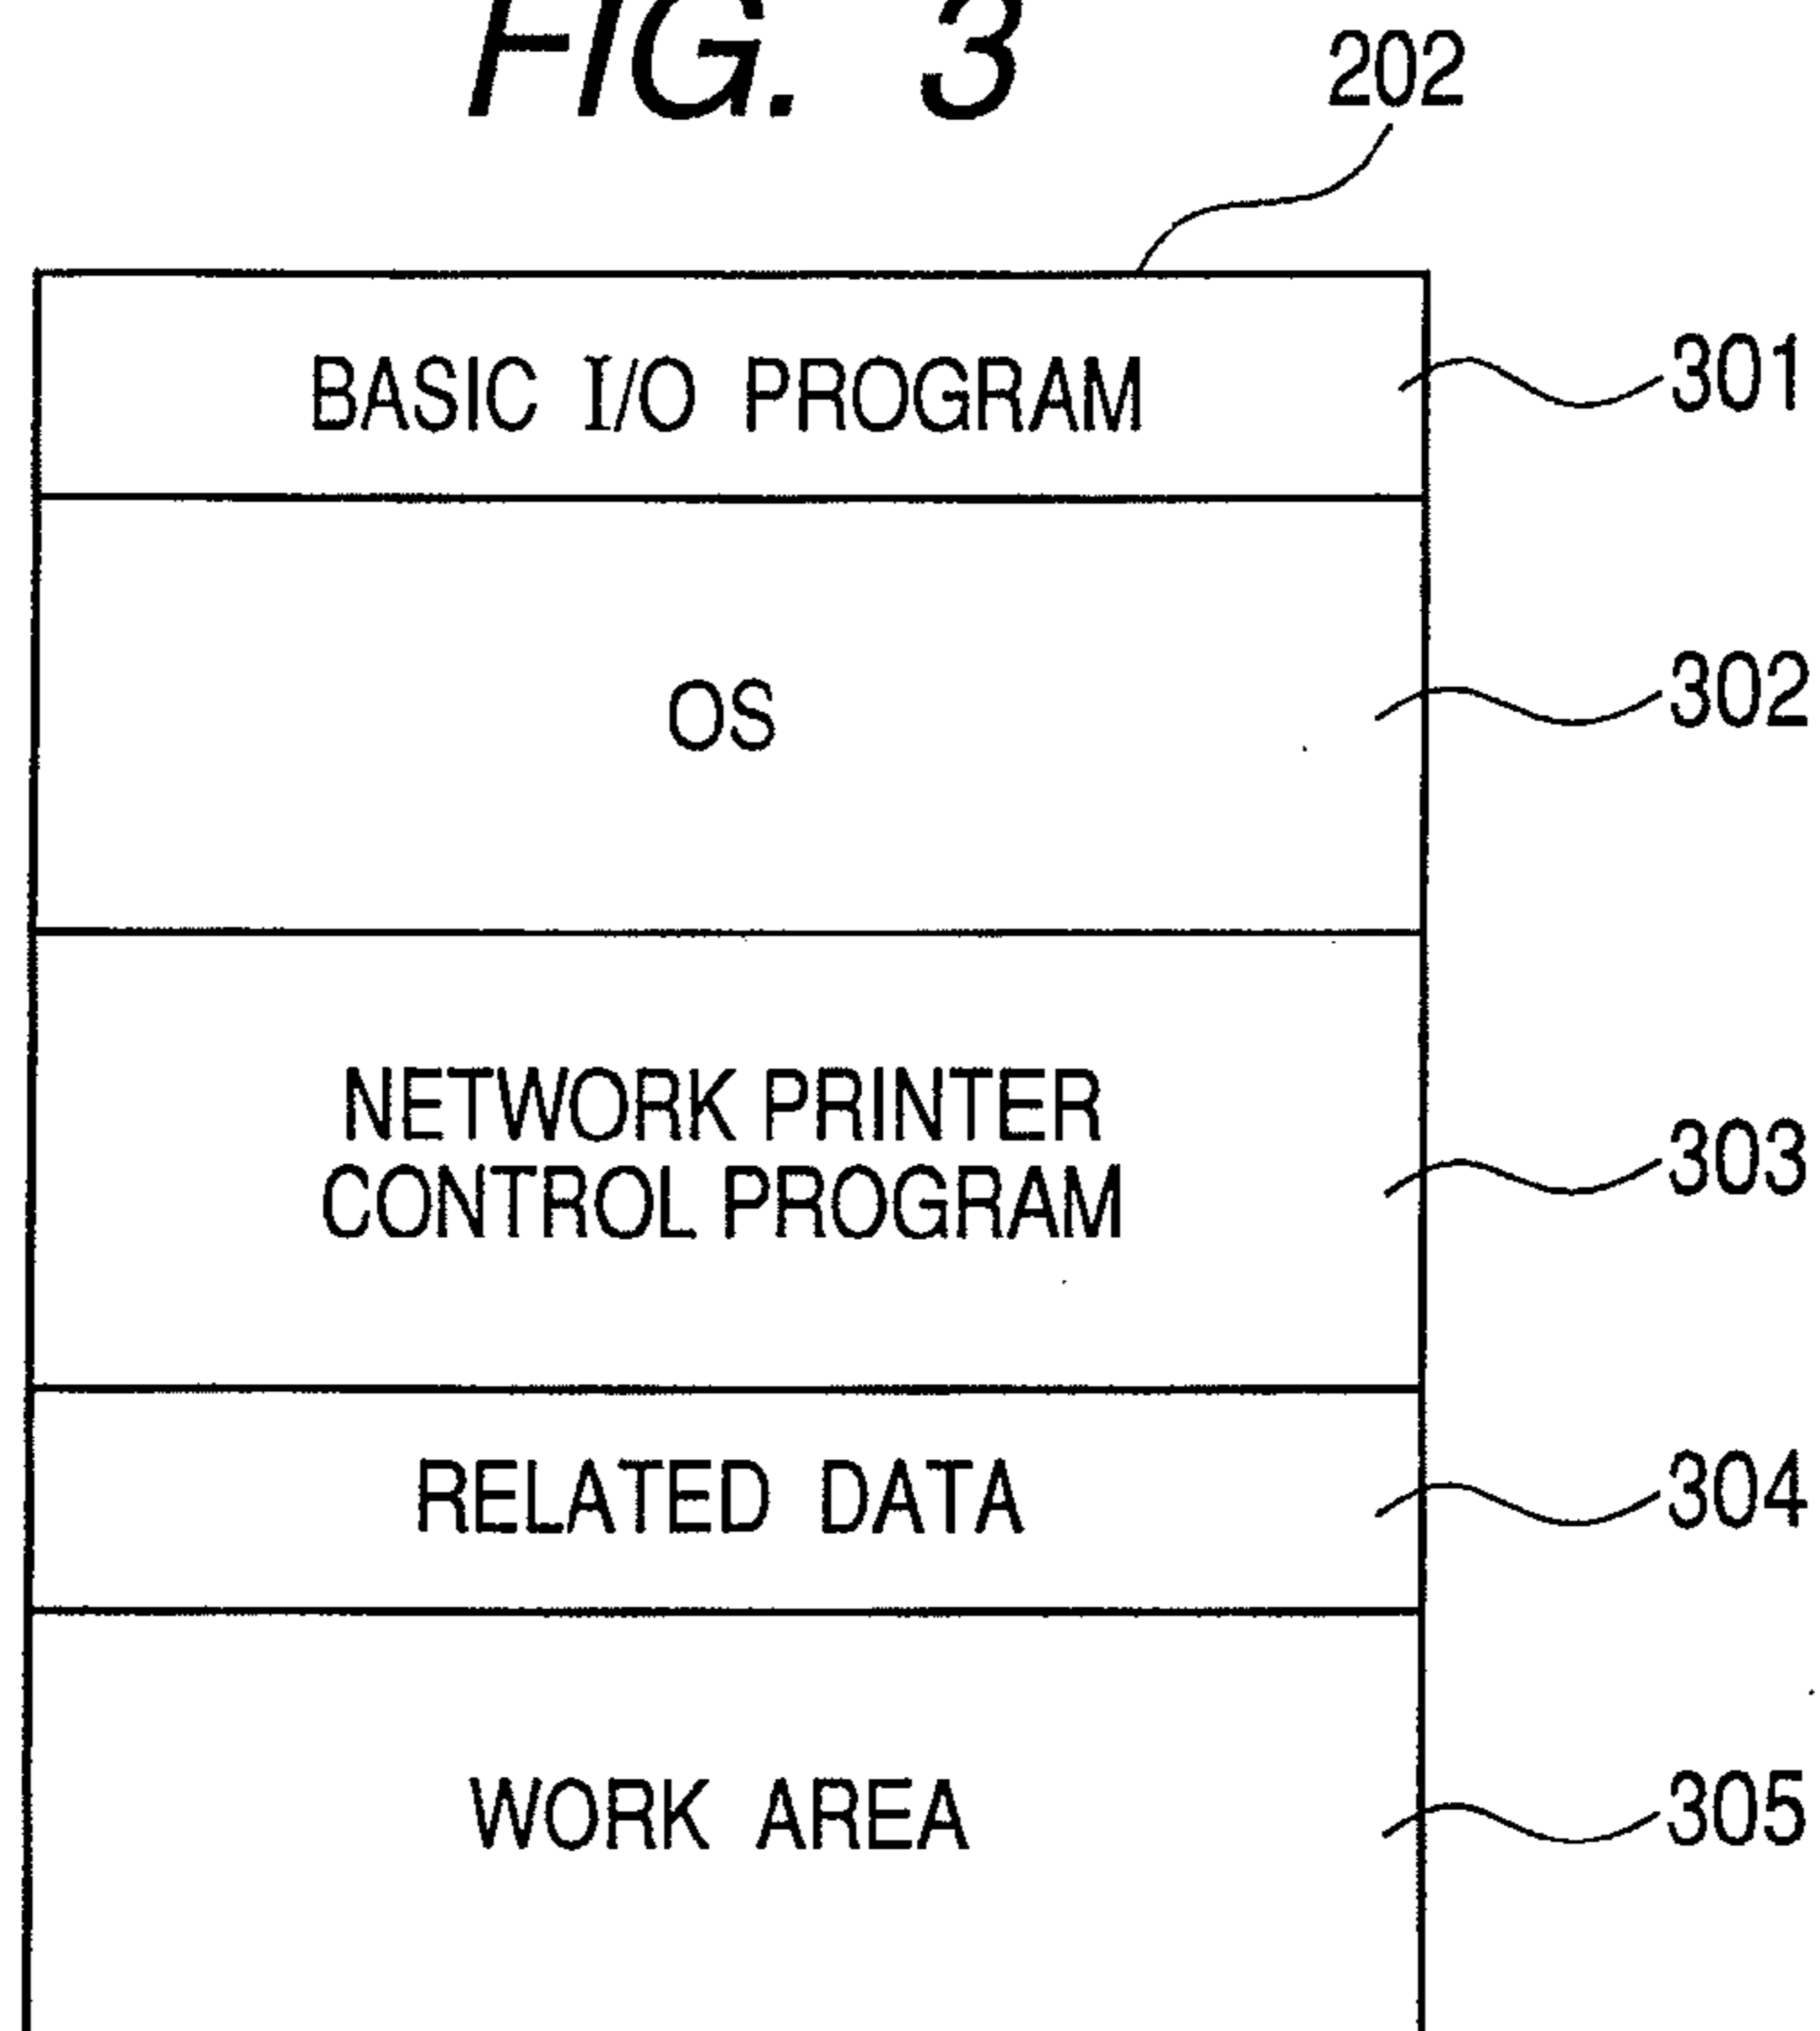 FIG. 3
202
BASIC I/O PROGRAM
301
OS
302
NETWORK PRINTER
CONTROL PROGRAM
303
RELATED DATA
304
WORK AREA
305